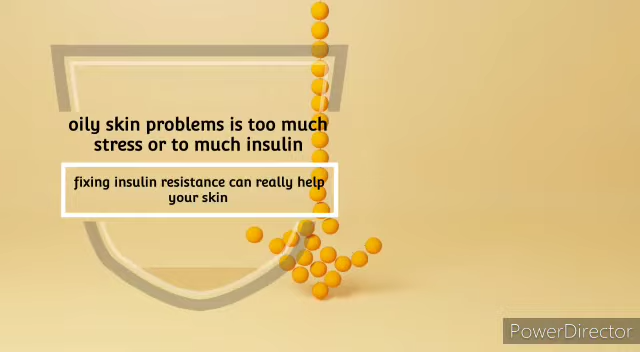 oily skin problems is too much
stress or to much insulin
fixing insulin resistance can really help
your skin
PowerDirector